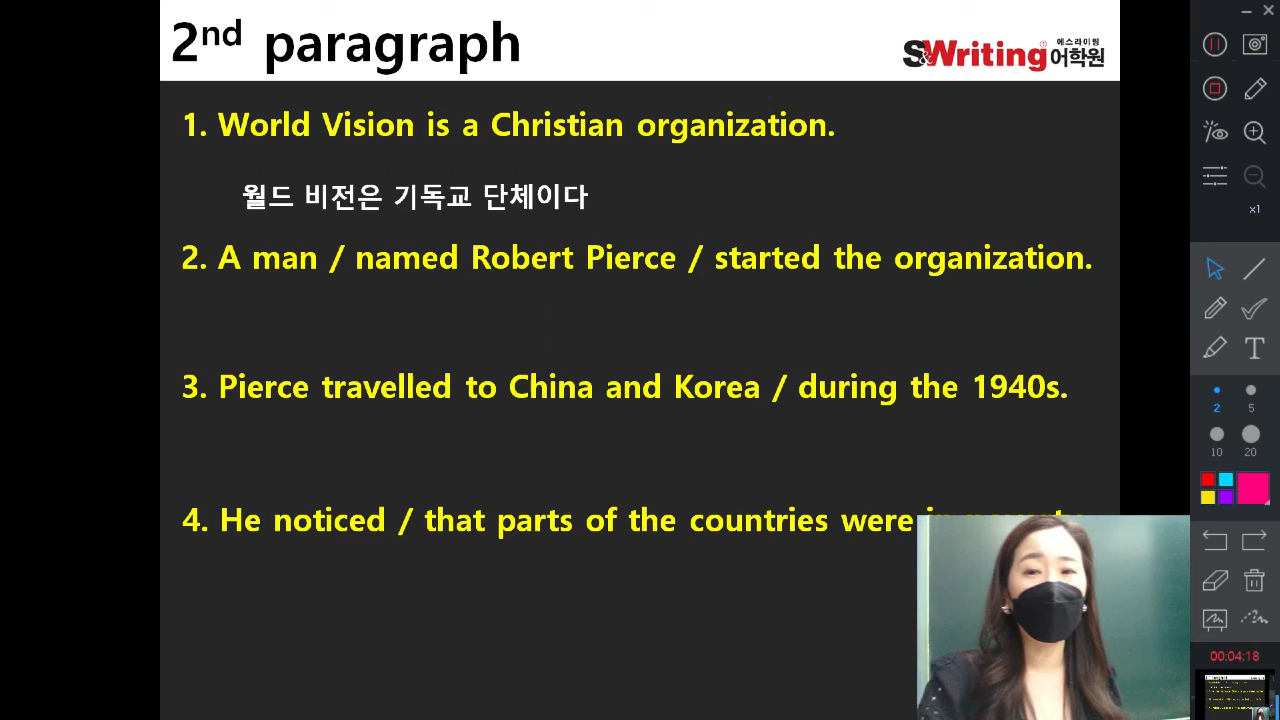 2nd paragraph
S&Writing 에스라이팅 어학원
1. World Vision is a Christian organization.
월드 비전은 기독교 단체이다
2. A man / named Robert Pierce / started the organization.
3. Pierce travelled to China and Korea / during the 1940s.
4. He noticed / that parts of the countries were in
x1
2 5
10 20
00:04:18